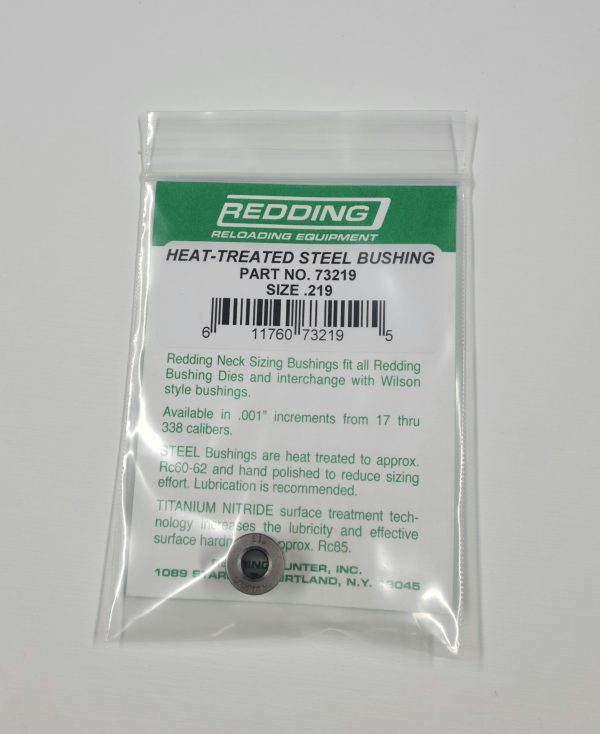 REDDING
RELOADING EQUIPMENT
HEAT-TREATED STEEL BUSHING
PART NO. 73219
SIZE .219
6 11760 73219 5
Redding Neck Sizing Bushings fit all Redding
Bushing Dies and interchange with Wilson
style bushings.
Available in .001" increments from 17 thru
338 calibers.
STEEL Bushings are heat treated to approx.
Rc60-62 and hand polished to reduce sizing
effort. Lubrication is recommended.
TITANIUM NITRIDE surface treatment tech-
nology increases the lubricity and effective
surface approx. Rc85.
INC.
1089 N.Y.